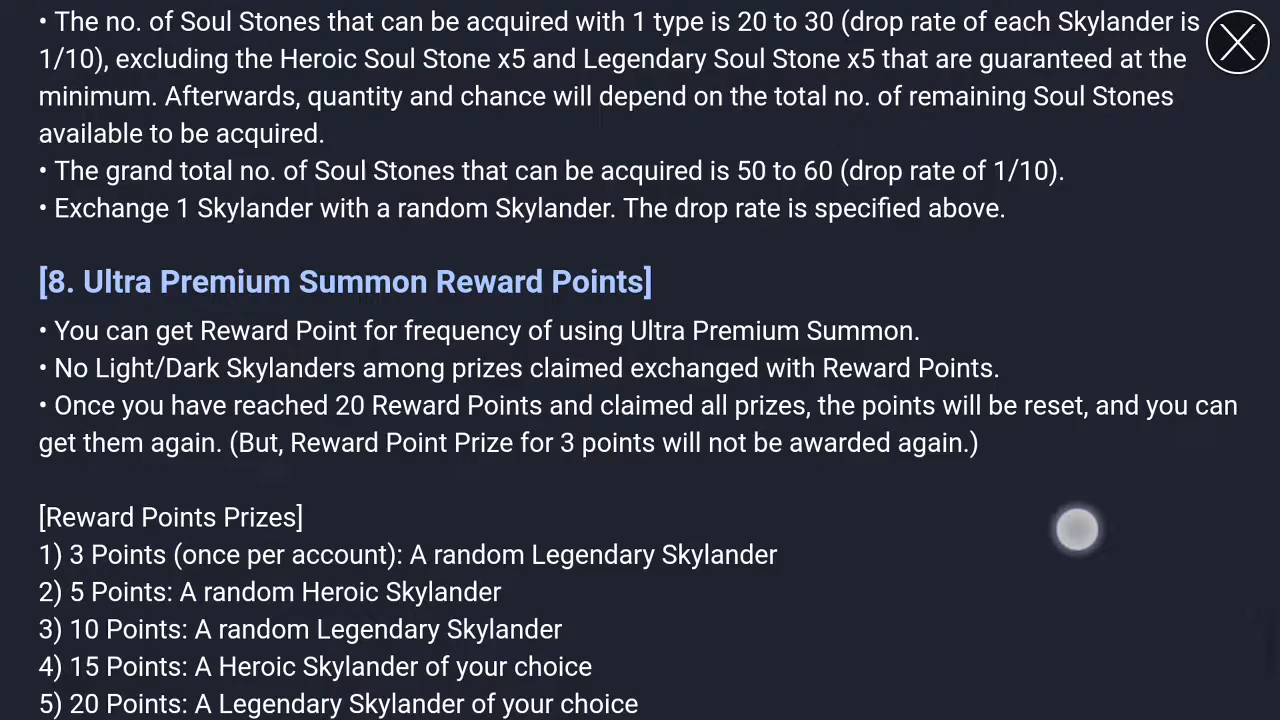 • The no. of Soul Stones that can be acquired with 1 type is 20 to 30 (drop rate of each Skylander is
1/10), excluding the Heroic Soul Stone x5 and Legendary Soul Stone x5 that are guaranteed at the
minimum. Afterwards, quantity and chance will depend on the total no. of remaining Soul Stones
available to be acquired.
• The grand total no. of Soul Stones that can be acquired is 50 to 60 (drop rate of 1/10).
• Exchange 1 Skylander with a random Skylander. The drop rate is specified above.
[8. Ultra Premium Summon Reward Points]
• You can get Reward Point for frequency of using Ultra Premium Summon.
• No Light/Dark Skylanders among prizes claimed exchanged with Reward Points.
• Once you have reached 20 Reward Points and claimed all prizes, the points will be reset, and you can
get them again. (But, Reward Point Prize for 3 points will not be awarded again.)
[Reward Points Prizes]
1) 3 Points (once per account): A random Legendary Skylander
2) 5 Points: A random Heroic Skylander
3) 10 Points: A random Legendary Skylander
4) 15 Points: A Heroic Skylander of your choice
5) 20 Points: A Legendary Skylander of your choice